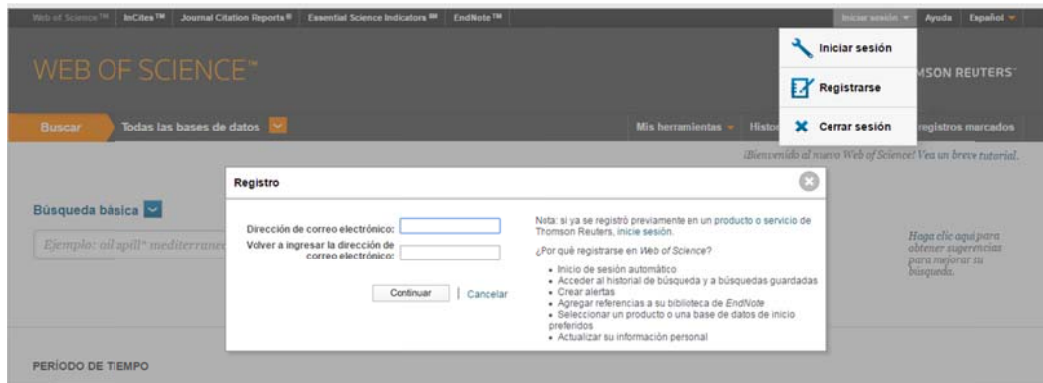 Web of Science™ InCites™ Journal Citation Reports® Essential Science Indicators℠ EndNote™ Iniciar sesión Ayuda Español
Iniciar sesión
WEB OF SCIENCE™ MSON REUTERS™
Registrarse
Buscar Todas las bases de datos Mis herramientas Histor Cerrar sesión registros marcados
¡Bienvenido al nuevo Web of Science! Vea un breve tutorial.
Registro
Búsqueda básica
Dirección de correo electrónico:
Volver a ingresar la dirección de
correo electrónico:
Continuar | Cancelar
Ejemplo: oil spill* mediterranea
Nota: si ya se registró previamente en un producto o servicio de
Thomson Reuters, inicie sesión.
¿Por qué registrarse en Web of Science?
• Inicio de sesión automático
• Acceder al historial de búsqueda y a búsquedas guardadas
• Crear alertas
• Agregar referencias a su biblioteca de EndNote
• Seleccionar un producto o una base de datos de inicio
preferidos
• Actualizar su información personal
Haga clic aquí para
obtener sugerencias
para mejorar su
búsqueda.
PERÍODO DE TIEMPO